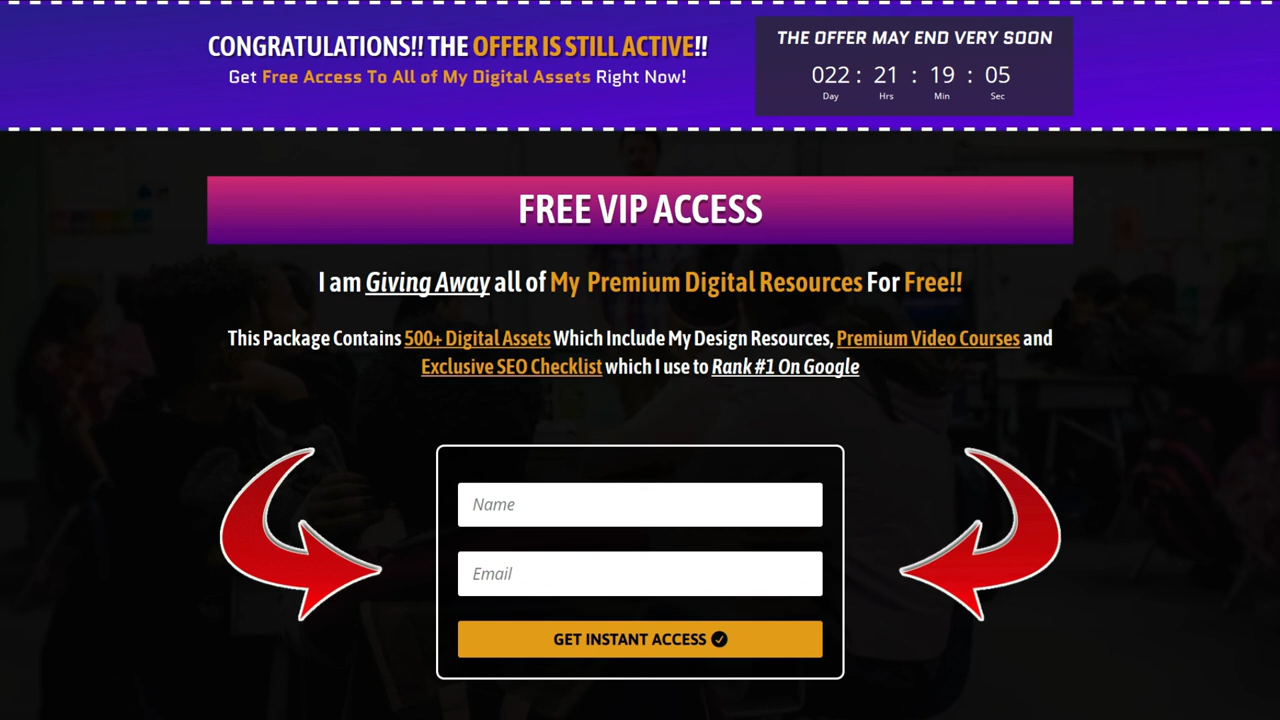 CONGRATULATIONS!! THE OFFER IS STILL ACTIVE!!
Get Free Access To All of My Digital Assets Right Now!
THE OFFER MAY END VERY SOON
022 : 21 : 19 : 05
Day Hrs Min Sec
FREE VIP ACCESS
I am Giving Away all of My Premium Digital Resources For Free!!
This Package Contains 500+ Digital Assets Which Include My Design Resources, Premium Video Courses and
Exclusive SEO Checklist which I use to Rank #1 On Google
Name
Email
GET INSTANT ACCESS